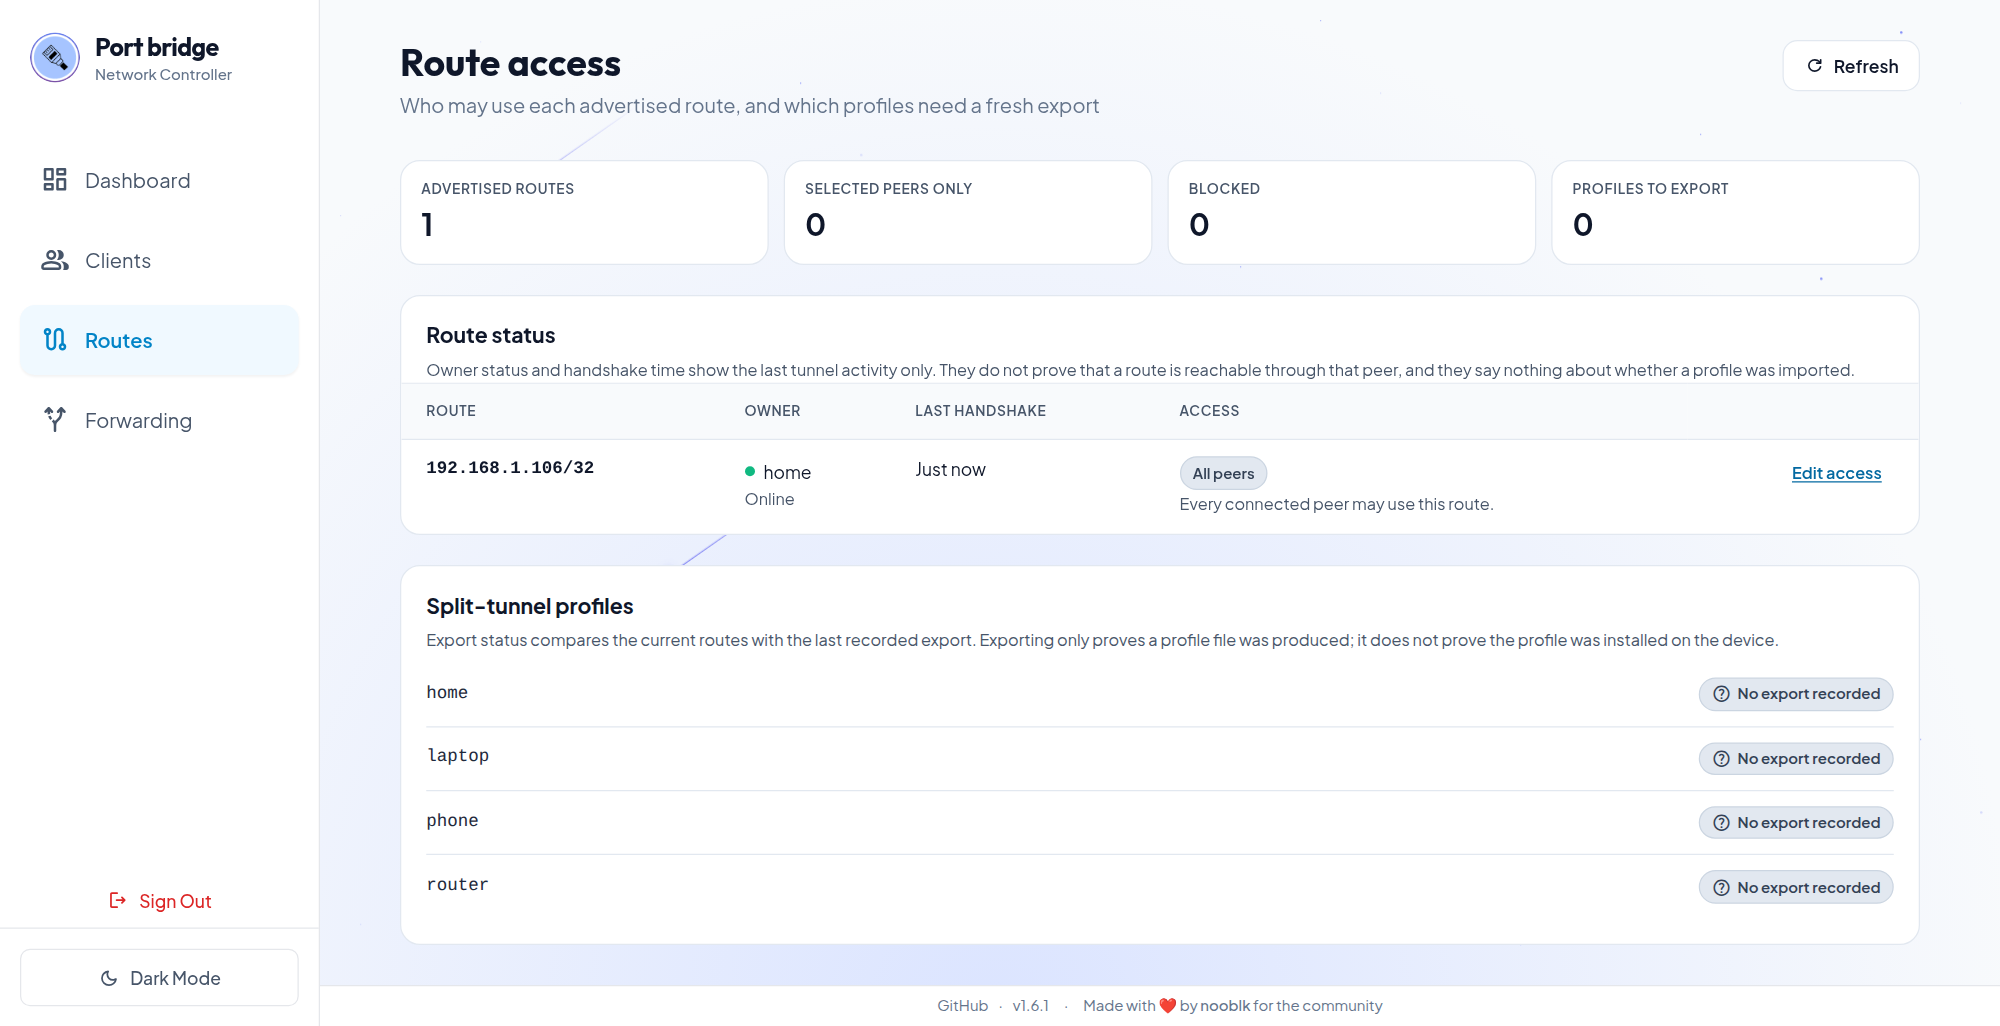 Port bridge
Network Controller
Dashboard
Clients
Routes
Forwarding
Sign Out
Dark Mode
Route access
Who may use each advertised route, and which profiles need a fresh export
Refresh
ADVERTISED ROUTES
1
SELECTED PEERS ONLY
0
BLOCKED
0
PROFILES TO EXPORT
0
Route status
Owner status and handshake time show the last tunnel activity only. They do not prove that a route is reachable through that peer, and they say nothing about whether a profile was imported.
ROUTE OWNER LAST HANDSHAKE ACCESS
192.168.1.106/32 home Just now All peers Edit access
Online Every connected peer may use this route.
Split-tunnel profiles
Export status compares the current routes with the last recorded export. Exporting only proves a profile file was produced; it does not prove the profile was installed on the device.
home No export recorded
laptop No export recorded
phone No export recorded
router No export recorded
GitHub · v1.6.1 · Made with ❤️ by nooblk for the community